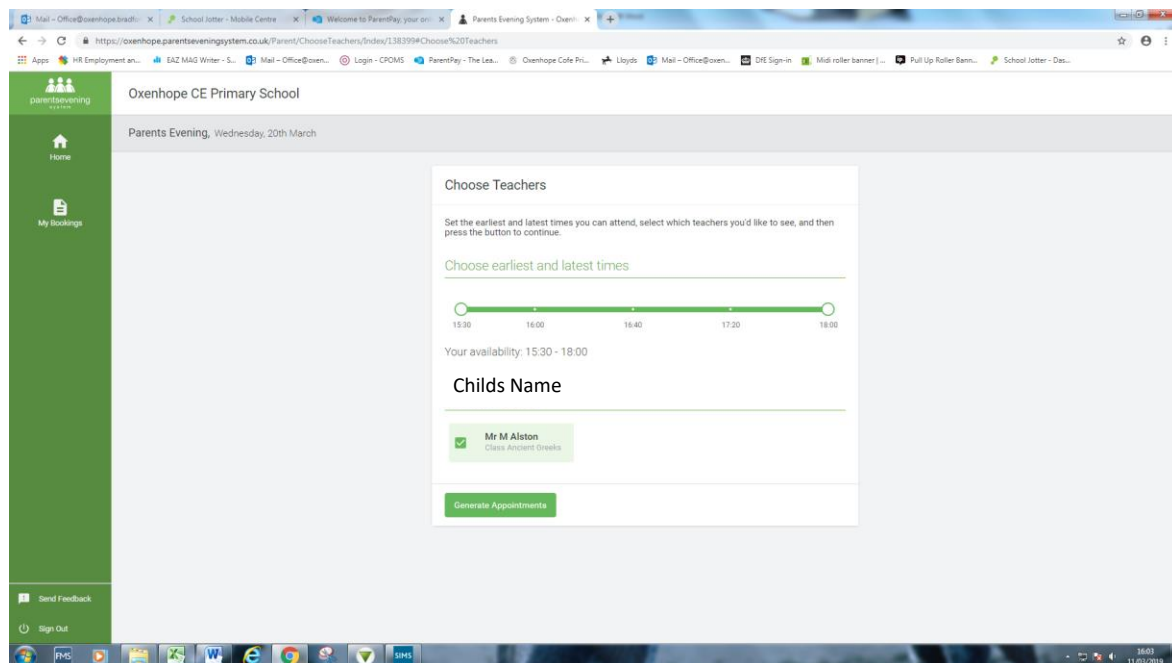 Mail – Office@oxenhope.bradfo
School Jotter - Mobile Centre
Welcome to ParentPay, your onl
Parents Evening System - Oxenh
https://oxenhope.parentseveningsystem.co.uk/Parent/ChooseTeachers/Index/138399#Choose%20Teachers
Apps
HR Employment an...
EAZ MAG Writer - S...
Mail – Office@oxen...
Login - CPOMS
ParentPay - The Lea...
Oxenhope Cofe Pri...
Lloyds
Mail – Office@oxen...
DfE Sign-in
Midi roller banner | ...
Pull Up Roller Bann...
School Jotter - Das...
parentsevening
system
Oxenhope CE Primary School
Parents Evening, Wednesday, 20th March
Home
My Bookings
Choose Teachers
Set the earliest and latest times you can attend, select which teachers you'd like to see, and then
press the button to continue.
Choose earliest and latest times
15:30 16:00 16:40 17:20 18:00
Your availability: 15:30 - 18:00
Childs Name
Mr M Alston
Class Ancient Greeks
Generate Appointments
Send Feedback
Sign Out
FMS
SIMS
16:03
11/03/2019